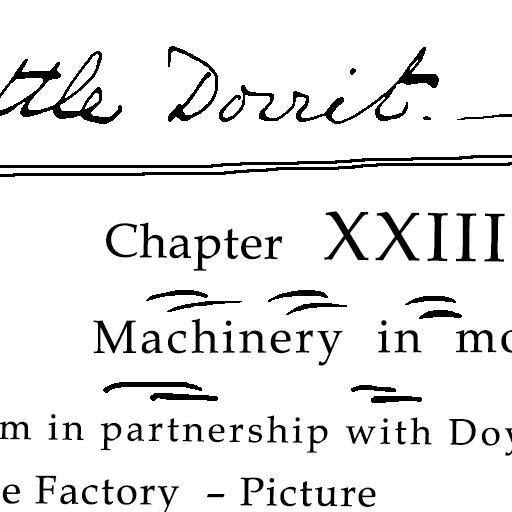 ttle Dorrit. —
Chapter XXIII
Machinery in mo
m in partnership with Doy
e Factory – Picture